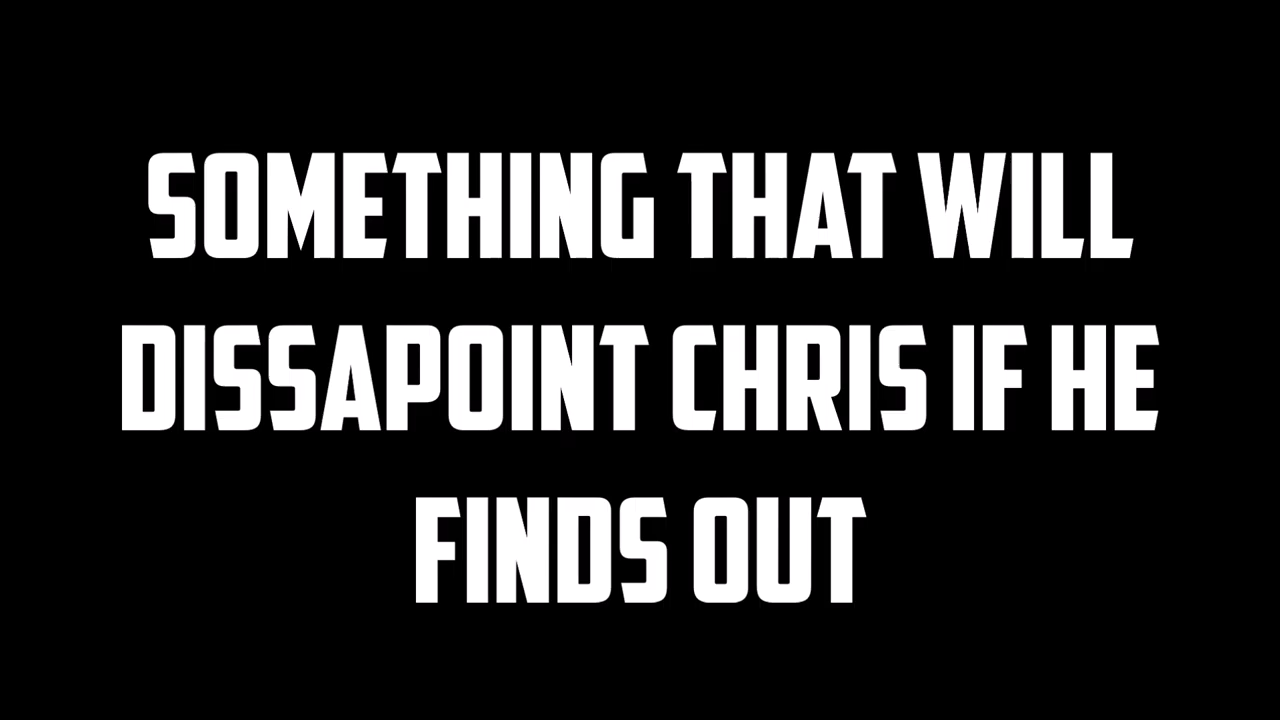 SOMETHING THAT WILL
DISSAPOINT CHRIS IF HE
FINDS OUT